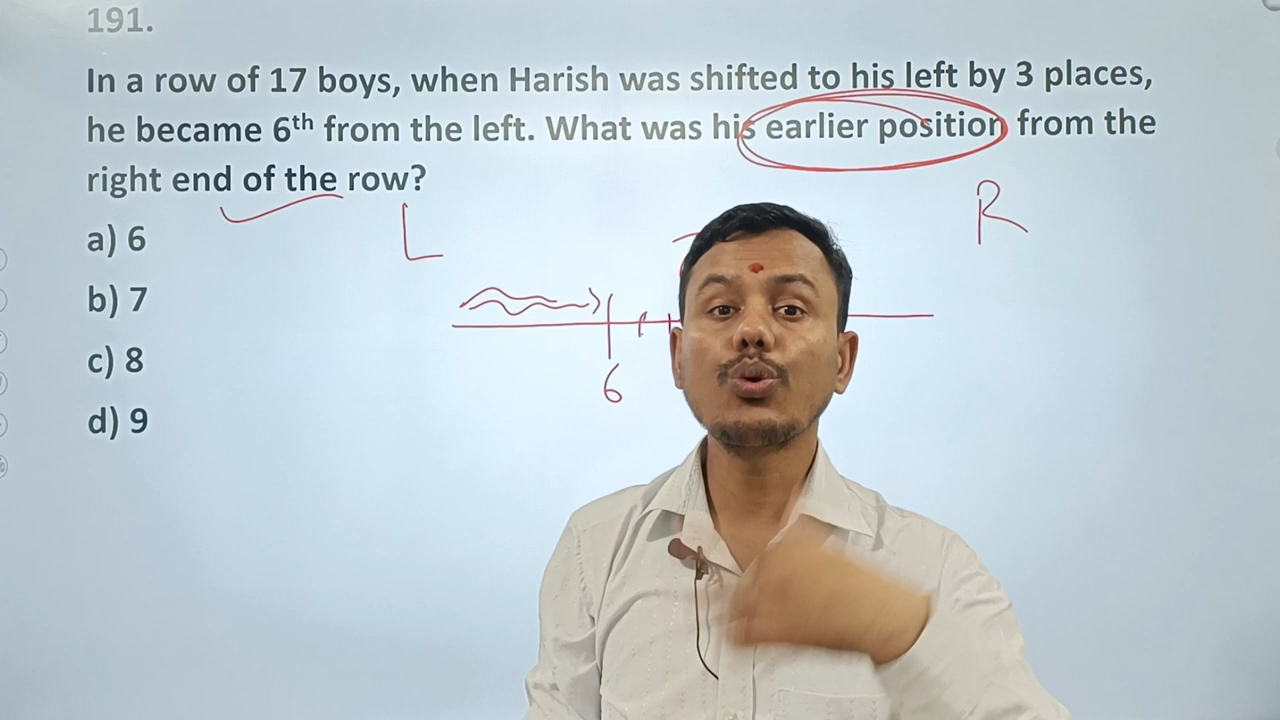 191.
In a row of 17 boys, when Harish was shifted to his left by 3 places,
he became 6th from the left. What was his earlier position from the
right end of the row?
L
R
a) 6
b) 7
c) 8
6
d) 9